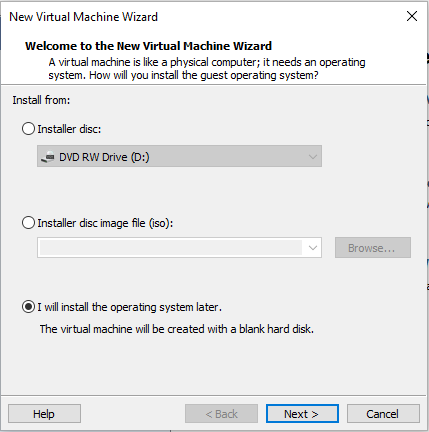 New Virtual Machine Wizard
Welcome to the New Virtual Machine Wizard
A virtual machine is like a physical computer; it needs an operating
system. How will you install the guest operating system?
Install from:
Installer disc:
DVD RW Drive (D:)
Installer disc image file (iso):
Browse...
I will install the operating system later.
The virtual machine will be created with a blank hard disk.
Help
< Back
Next >
Cancel